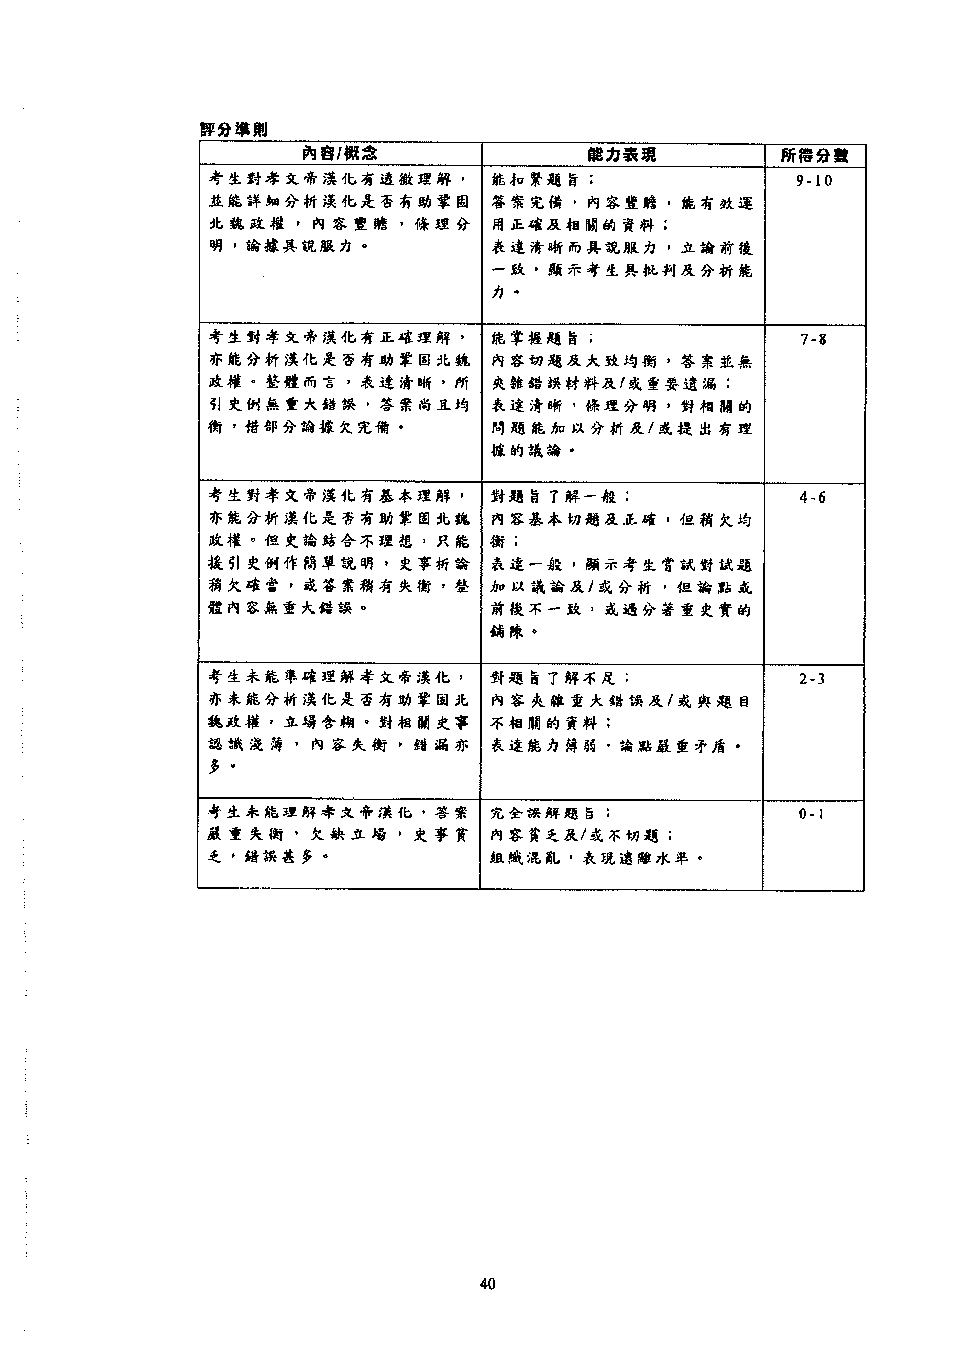 評分準則
內容/概念 能力表現 所得分數
考生對孝文帝漢化有透徹理解，
並能詳細分析漢化是否有助鞏固
北魏政權，內容豐贍，條理分
明，論據具說服力。
能扣緊題旨；
答案完備，內容豐贍，能有效運
用正確及相關的資料；
表達清晰而具說服力，立論前後
一致，顯示考生具批判及分析能
力。
9-10
考生對孝文帝漢化有正確理解，
亦能分析漢化是否有助鞏固北魏
政權。整體而言，表達清晰，所
引史例無重大錯誤，答案尚且均
衡，惜部分論據欠完備。
能掌握題旨；
內容切題及大致均衡，答案並無
夾雜錯誤材料及/或重要遺漏；
表達清晰，條理分明，對相關的
問題能加以分析及/或提出有理
據的議論。
7-8
考生對孝文帝漢化有基本理解，
亦能分析漢化是否有助鞏固北魏
政權。但史論結合不理想，只能
援引史例作簡單說明，史事析論
稍欠確當，或答案稍有失衡，整
體內容無重大錯誤。
對題旨了解一般；
內容基本切題及正確，但稍欠均
衡；
表達一般，顯示考生嘗試對試題
加以議論及/或分析，但論點或
前後不一致，或過分著重史實的
鋪陳。
4-6
考生未能準確理解孝文帝漢化，
亦未能分析漢化是否有助鞏固北
魏政權，立場含糊。對相關史事
認識淺薄，內容失衡，錯漏亦
多。
對題旨了解不足；
內容夾雜重大錯誤及/或與題目
不相關的資料；
表達能力薄弱，論點嚴重矛盾。
2-3
考生未能理解孝文帝漢化，答案
嚴重失衡，欠缺立場，史事貧
乏，錯誤甚多。
完全誤解題旨；
內容貧乏及/或不切題；
組織混亂，表現遠離水準。
0-1
40